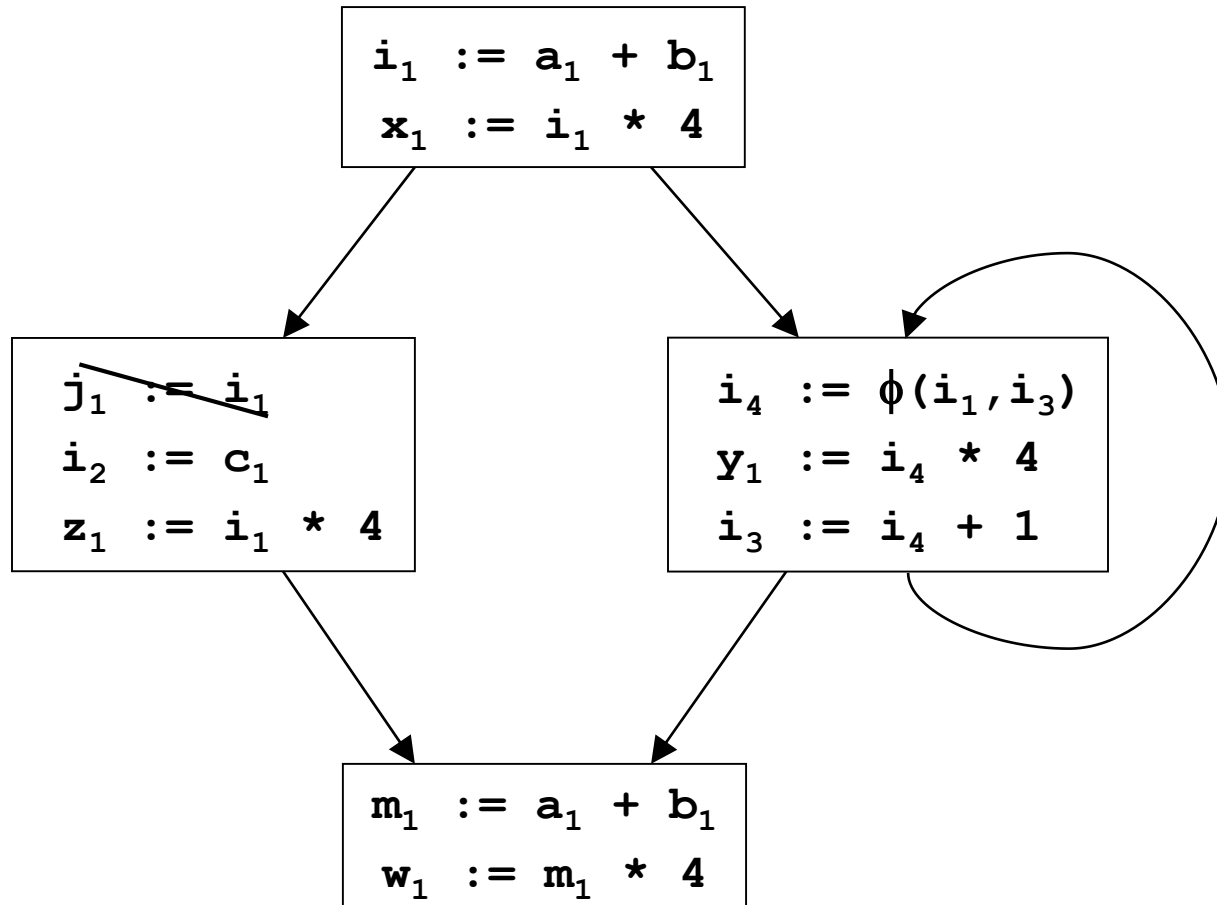 i₁ := a₁ + b₁
x₁ := i₁ * 4
j₁ := i₁
i₂ := c₁
z₁ := i₁ * 4
i₄ := ϕ(i₁,i₃)
y₁ := i₄ * 4
i₃ := i₄ + 1
m₁ := a₁ + b₁
w₁ := m₁ * 4